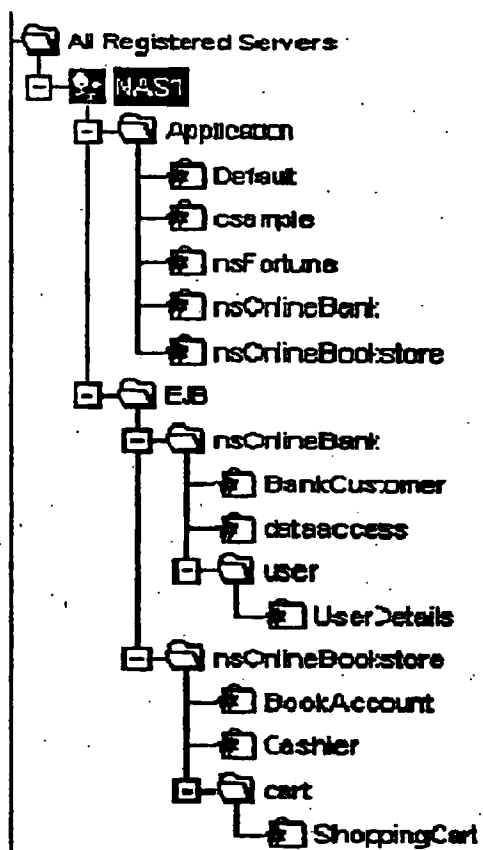 All Registered Servers
NAS1
Application
Default
csample
nsFortune
nsOnlineBank
nsOnlineBookstore
EJB
nsOnlineBank
BankCustomer
dataaccess
user
UserDetails
nsOnlineBookstore
BookAccount
Cashier
cart
ShoppingCart